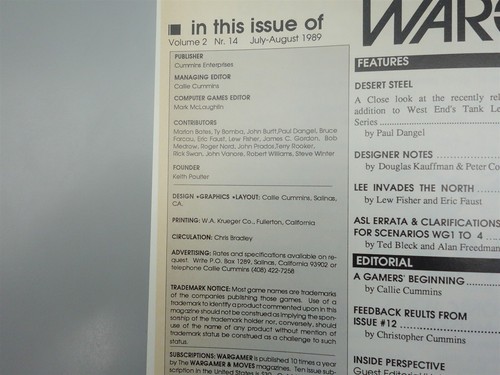 in this issue of
Volume 2 Nr. 14 July-August 1989
PUBLISHER
Cummins Enterprises
MANAGING EDITOR
Callie Cummins
COMPUTER GAMES EDITOR
Mark McLaughlin
CONTRIBUTORS
Marion Bates, Ty Bomba, John Burtt, Paul Dangel, Bruce
Farcau, Eric Faust, Lew Fisher, James C. Gordon, Bob
Medrow, Roger Nord, John Prados, Terry Rooker,
Rick Swan, John Vanore, Robert Williams, Steve Winter
FOUNDER
Keith Poulter
DESIGN •GRAPHICS •LAYOUT: Callie Cummins, Salinas,
CA.
PRINTING: W.A. Krueger Co., Fullerton, California
CIRCULATION: Chris Bradley
ADVERTISING: Rates and specifications available on re-
quest. Write P.O. Box 1289, Salinas, California 93902 or
telephone Callie Cummins (408) 422-7258
TRADEMARK NOTICE: Most game names are trademarks
of the companies publishing those games. Use of a
trademark to identify a product commented upon in this
magazine should not be construed as implying the spon-
sorship of the trademark holder nor, conversely, should
use of the name of any product without mention of
trademark status be construed as a challenge to such
status.
SUBSCRIPTIONS: WARGAMER is published 10 times a year
by The WARGAMER & MOVES magazines. Ten issue sub-
scription in the United States is
WARG
FEATURES
DESERT STEEL
A Close look at the recently rel
addition to West End's Tank Le
Series
by Paul Dangel
DESIGNER NOTES
by Douglas Kauffman & Peter Co
LEE INVADES THE NORTH
by Lew Fisher and Eric Faust
ASL ERRATA & CLARIFICATIONS
FOR SCENARIOS WG1 TO 4
by Ted Bleck and Alan Freedman
EDITORIAL
A GAMERS' BEGINNING
by Callie Cummins
FEEDBACK REULTS FROM
ISSUE #12
by Christopher Cummins
INSIDE PERSPECTIVE
Guest Editorial